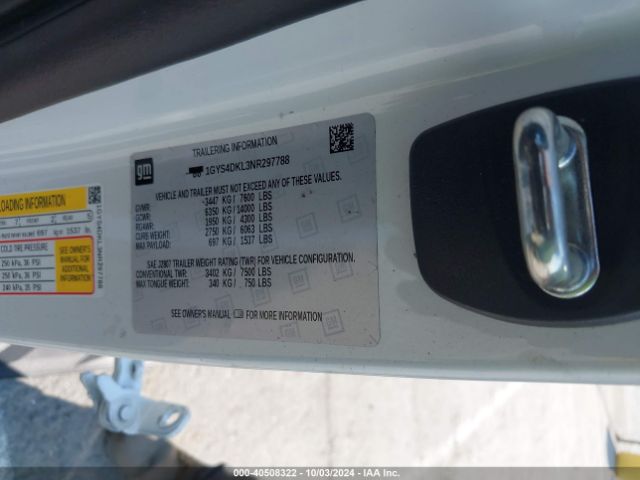 TRAILERING INFORMATION
gm
1GYS4DKL3NR297788
VEHICLE AND TRAILER MUST NOT EXCEED ANY OF THESE VALUES.
GVWR: 3447 KG/ 7600 LBS
GCWR: 6350 KG/14000 LBS
RGAWR: 1950 KG/ 4300 LBS
CURB WEIGHT: 2750 KG/ 6063 LBS
MAX PAYLOAD: 697 KG/ 1537 LBS
SAE J2807 TRAILER WEIGHT RATING (TWR) FOR VEHICLE CONFIGURATION.
CONVENTIONAL TWR: 3402 KG/ 7500 LBS
MAX TONGUE WEIGHT: 340 KG/ 750 LBS
SEE OWNER'S MANUAL FOR MORE INFORMATION
LOADING INFORMATION
697 1537
COLD TIRE PRESSURE
250 kPa, 36 PSI
250 kPa, 36 PSI
240 kPa, 35 PSI
SEE OWNER'S
MANUAL FOR
ADDITIONAL
INFORMATION
1GYS4DKL3NR297788
000-40508322 - 10/03/2024 - IAA Inc.